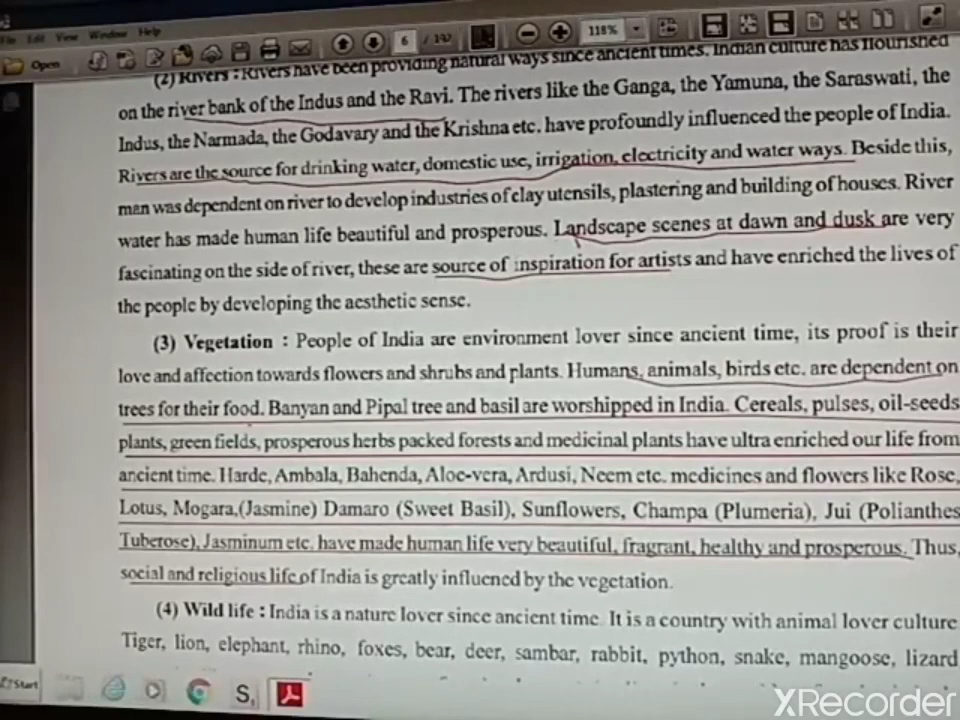 File Edit View Window Help
Open 6 / 118%
(2) Rivers : Rivers have been providing natural ways since ancient times. Indian culture has flourished
on the river bank of the Indus and the Ravi. The rivers like the Ganga, the Yamuna, the Saraswati, the
Indus, the Narmada, the Godavary and the Krishna etc. have profoundly influenced the people of India.
Rivers are the source for drinking water, domestic use, irrigation, electricity and water ways. Beside this,
man was dependent on river to develop industries of clay utensils, plastering and building of houses. River
water has made human life beautiful and prosperous. Landscape scenes at dawn and dusk are very
fascinating on the side of river, these are source of inspiration for artists and have enriched the lives of
the people by developing the aesthetic sense.
(3) Vegetation : People of India are environment lover since ancient time, its proof is their
love and affection towards flowers and shrubs and plants. Humans, animals, birds etc. are dependent on
trees for their food. Banyan and Pipal tree and basil are worshipped in India. Cereals, pulses, oil-seeds
plants, green fields, prosperous herbs packed forests and medicinal plants have ultra enriched our life from
ancient time. Harde, Ambala, Bahenda, Aloe-vera, Ardusi, Neem etc. medicines and flowers like Rose,
Lotus, Mogara,(Jasmine) Damaro (Sweet Basil), Sunflowers, Champa (Plumeria), Jui (Polianthes
Tuberose), Jasminum etc. have made human life very beautiful, fragrant, healthy and prosperous. Thus,
social and religious life of India is greatly influened by the vegetation.
(4) Wild life : India is a nature lover since ancient time. It is a country with animal lover culture
Tiger, lion, elephant, rhino, foxes, bear, deer, sambar, rabbit, python, snake, mangoose, lizard
Start S
XRecorder